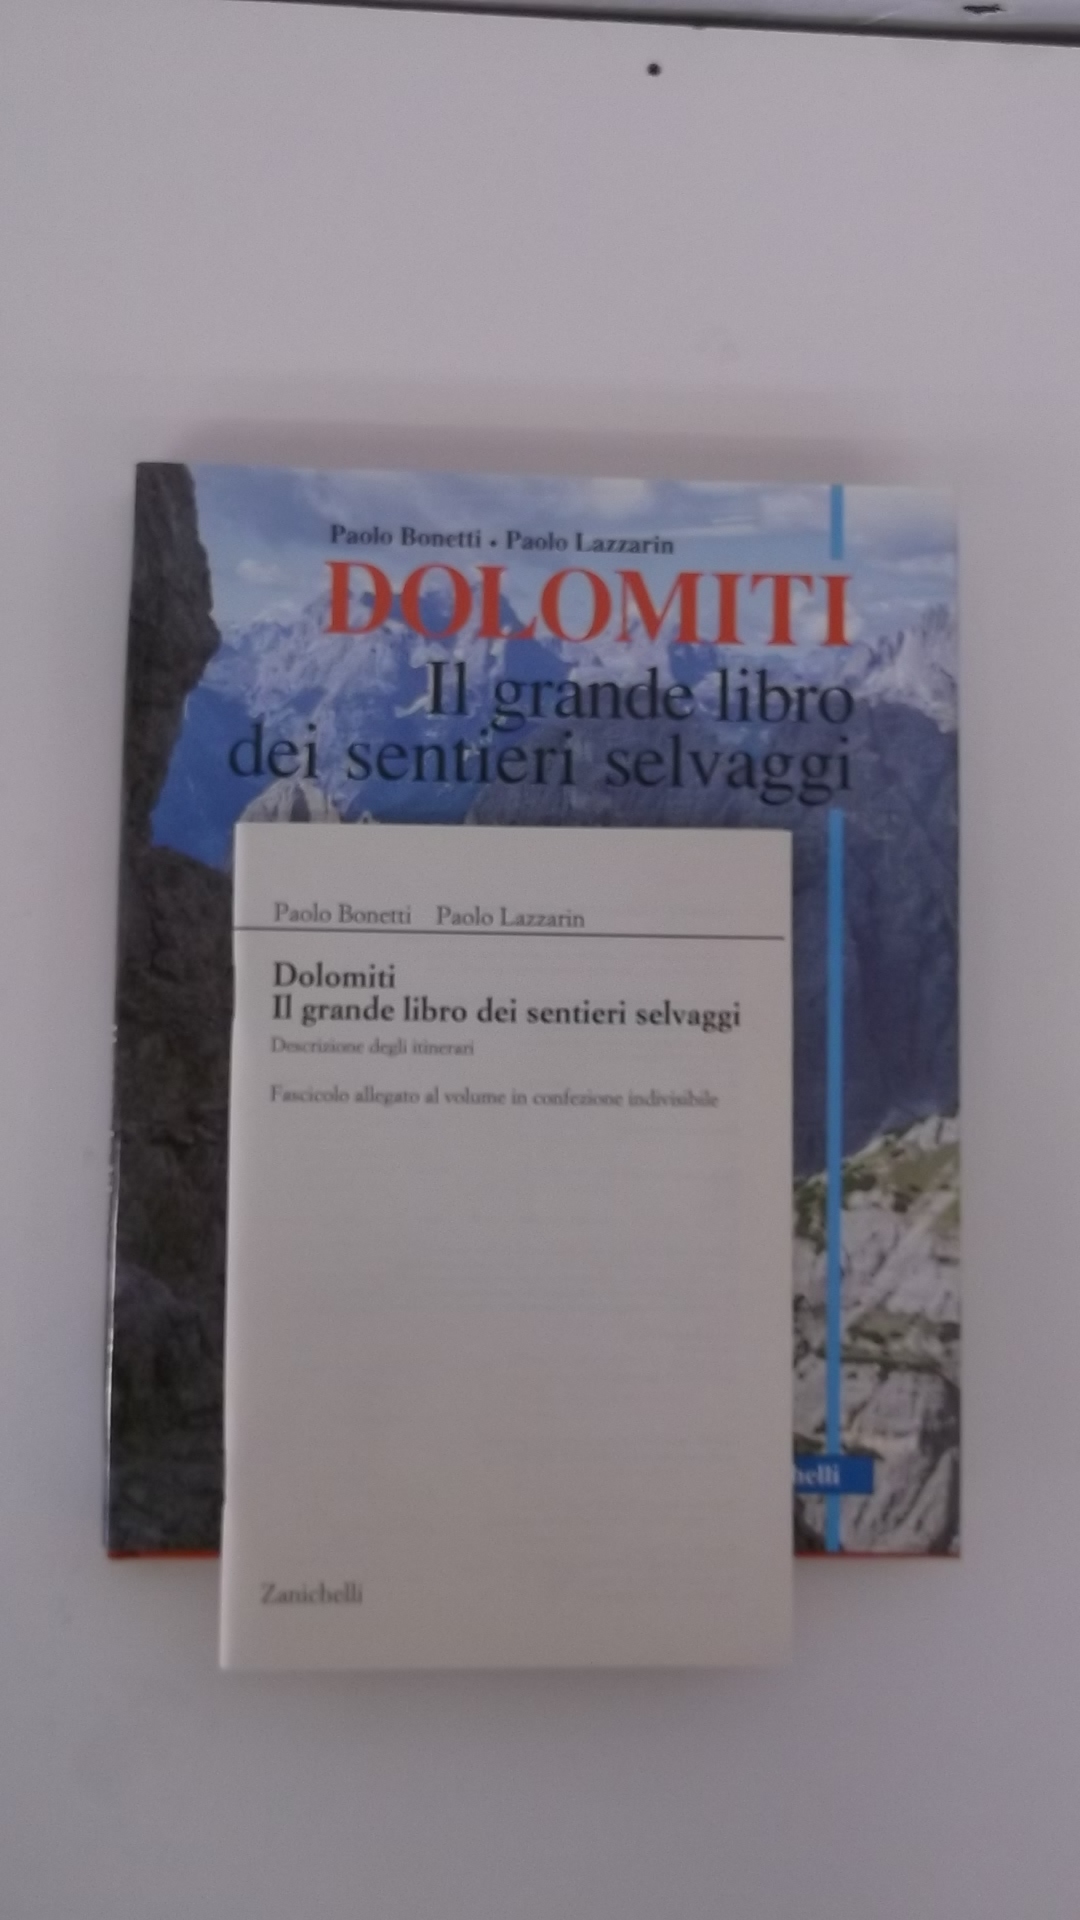 Paolo Bonetti • Paolo Lazzarin
DOLOMITI
Il grande libro
dei sentieri selvaggi
Paolo Bonetti Paolo Lazzarin
Dolomiti
Il grande libro dei sentieri selvaggi
Descrizione degli itinerari
Fascicolo allegato al volume in confezione indivisibile
helli
Zanichelli